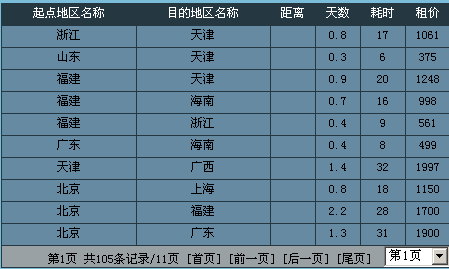 起点地区名称 目的地区名称 距离 天数 耗时 租价
浙江 天津 0.8 17 1061
山东 天津 0.3 6 375
福建 天津 0.9 20 1248
福建 海南 0.7 16 998
福建 浙江 0.4 9 561
广东 海南 0.4 8 499
天津 广西 1.4 32 1997
北京 上海 0.8 18 1150
北京 福建 2.2 28 1700
北京 广东 1.3 31 1900
第1页 共105条记录/11页 [首页] [前一页] [后一页] [尾页] 第1页